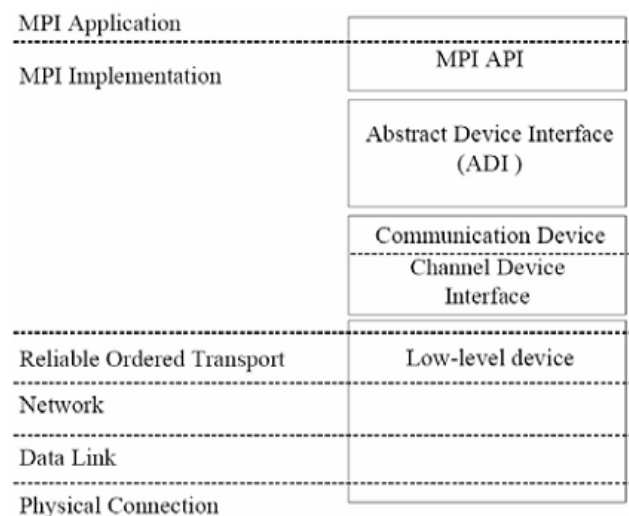 MPI Application
MPI API
MPI Implementation
Abstract Device Interface
(ADI )
Communication Device
Channel Device
Interface
Reliable Ordered Transport
Low-level device
Network
Data Link
Physical Connection